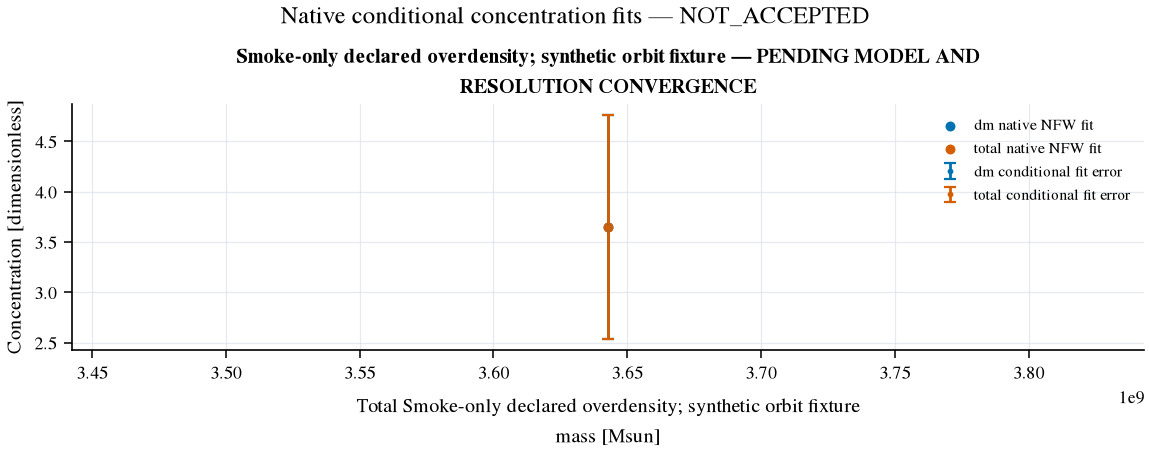 Native conditional concentration fits — NOT_ACCEPTED
Smoke-only declared overdensity; synthetic orbit fixture — PENDING MODEL AND
RESOLUTION CONVERGENCE
Concentration [dimensionless]
4.5
4.0
3.5
3.0
2.5
dm native NFW fit
total native NFW fit
dm conditional fit error
total conditional fit error
3.45
3.50
3.55
3.60
3.65
3.70
3.75
3.80
1e9
Total Smoke-only declared overdensity; synthetic orbit fixture
mass [Msun]